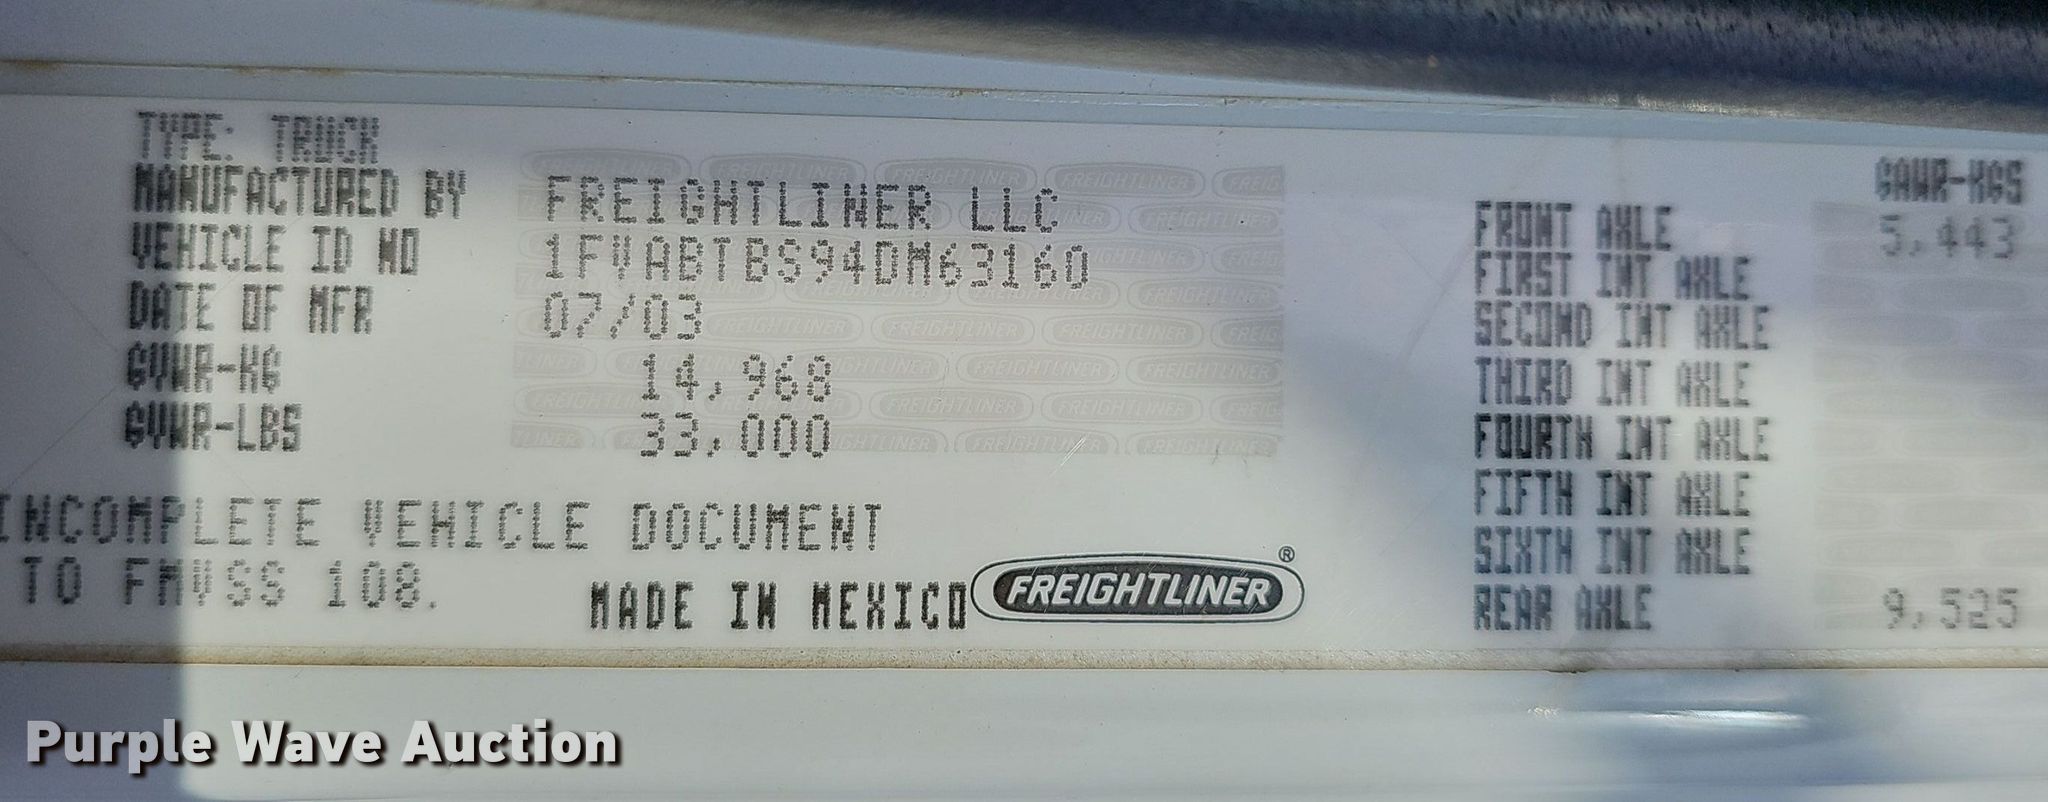 TYPE: TRUCK
MANUFACTURED BY FREIGHTLINER LLC
VEHICLE ID NO
DATE OF MFR 07/03
GVWR-KG 14,968
GVWR-LBS 33,000
INCOMPLETE VEHICLE DOCUMENT
TO FMVSS 108.
MADE IN MEXICO FREIGHTLINER®
GAWR-KGS
FRONT AXLE 5,443
FIRST INT AXLE
SECOND INT AXLE
THIRD INT AXLE
FOURTH INT AXLE
FIFTH INT AXLE
SIXTH INT AXLE
REAR AXLE 9,525
Purple Wave Auction